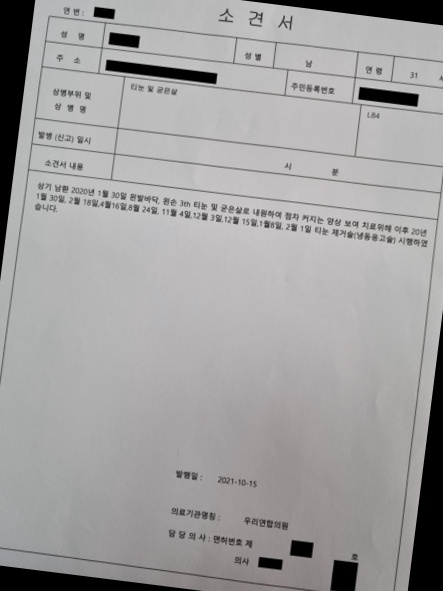 소 견 서
연 번 :
성 명
성 별
남
연 령
31
주 소
주민등록번호
상병부위 및
상 병 명
티눈 및 굳은살
L84
발병 (신고) 일시
시 분
소견서 내용
상기 남환 2020년 1월 30일 왼발바닥, 왼손 3th 티눈 및 굳은살로 내원하여 점차 커지는 양상 보여 치료위해 이후 20년
1월 30일, 2월 18일,4월16일,8월 24일, 11월 4일,12월 3일,12월 15일,1월8일, 2월 1일 티눈 제거술(냉동응고술) 시행하였
습니다.
발행일 : 2021-10-15
의료기관명칭 : 우리연합의원
담 당 의 사 : 면허번호 제 호
의사